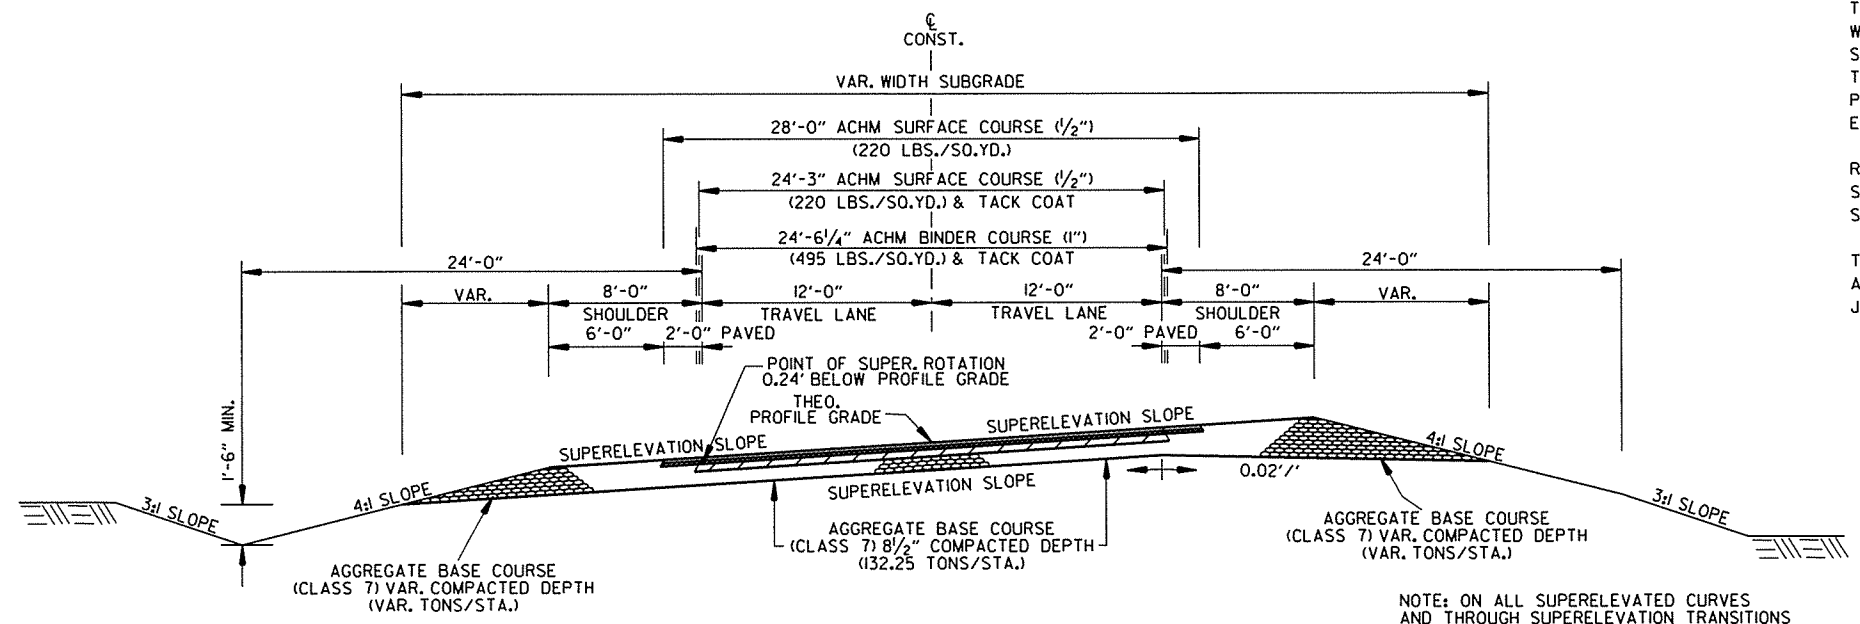 ℄
CONST.
VAR. WIDTH SUBGRADE
28'-0" ACHM SURFACE COURSE (1/2")
(220 LBS./SQ.YD.)
24'-3" ACHM SURFACE COURSE (1/2")
(220 LBS./SQ.YD.) & TACK COAT
24'-6 1/4" ACHM BINDER COURSE (1")
(495 LBS./SQ.YD.) & TACK COAT
24'-0"
24'-0"
VAR.
8'-0"
SHOULDER
12'-0"
TRAVEL LANE
12'-0"
TRAVEL LANE
8'-0"
SHOULDER
VAR.
6'-0"
2'-0" PAVED
2'-0" PAVED
6'-0"
POINT OF SUPER. ROTATION
0.24' BELOW PROFILE GRADE
THEO.
PROFILE GRADE
1'-6" MIN.
SUPERELEVATION SLOPE
SUPERELEVATION SLOPE
SUPERELEVATION SLOPE
3:1 SLOPE
4:1 SLOPE
0.02'/'
4:1 SLOPE
3:1 SLOPE
AGGREGATE BASE COURSE
(CLASS 7) VAR. COMPACTED DEPTH
(VAR. TONS/STA.)
AGGREGATE BASE COURSE
(CLASS 7) 8 1/2" COMPACTED DEPTH
(132.25 TONS/STA.)
AGGREGATE BASE COURSE
(CLASS 7) VAR. COMPACTED DEPTH
(VAR. TONS/STA.)
NOTE: ON ALL SUPERELEVATED CURVES
AND THROUGH SUPERELEVATION TRANSITIONS
T
W
S
T
P
E
R
S
S
T
A
J